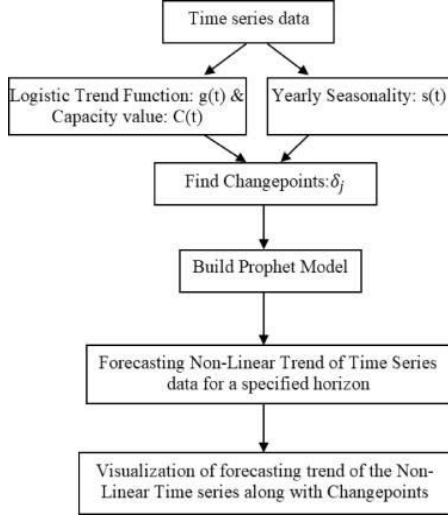 Time series data
Logistic Trend Function: g(t) &
Capacity value: C(t)
Yearly Seasonality: s(t)
Find Changepoints:δⱼ
Build Prophet Model
Forecasting Non-Linear Trend of Time Series
data for a specified horizon
Visualization of forecasting trend of the Non-
Linear Time series along with Changepoints